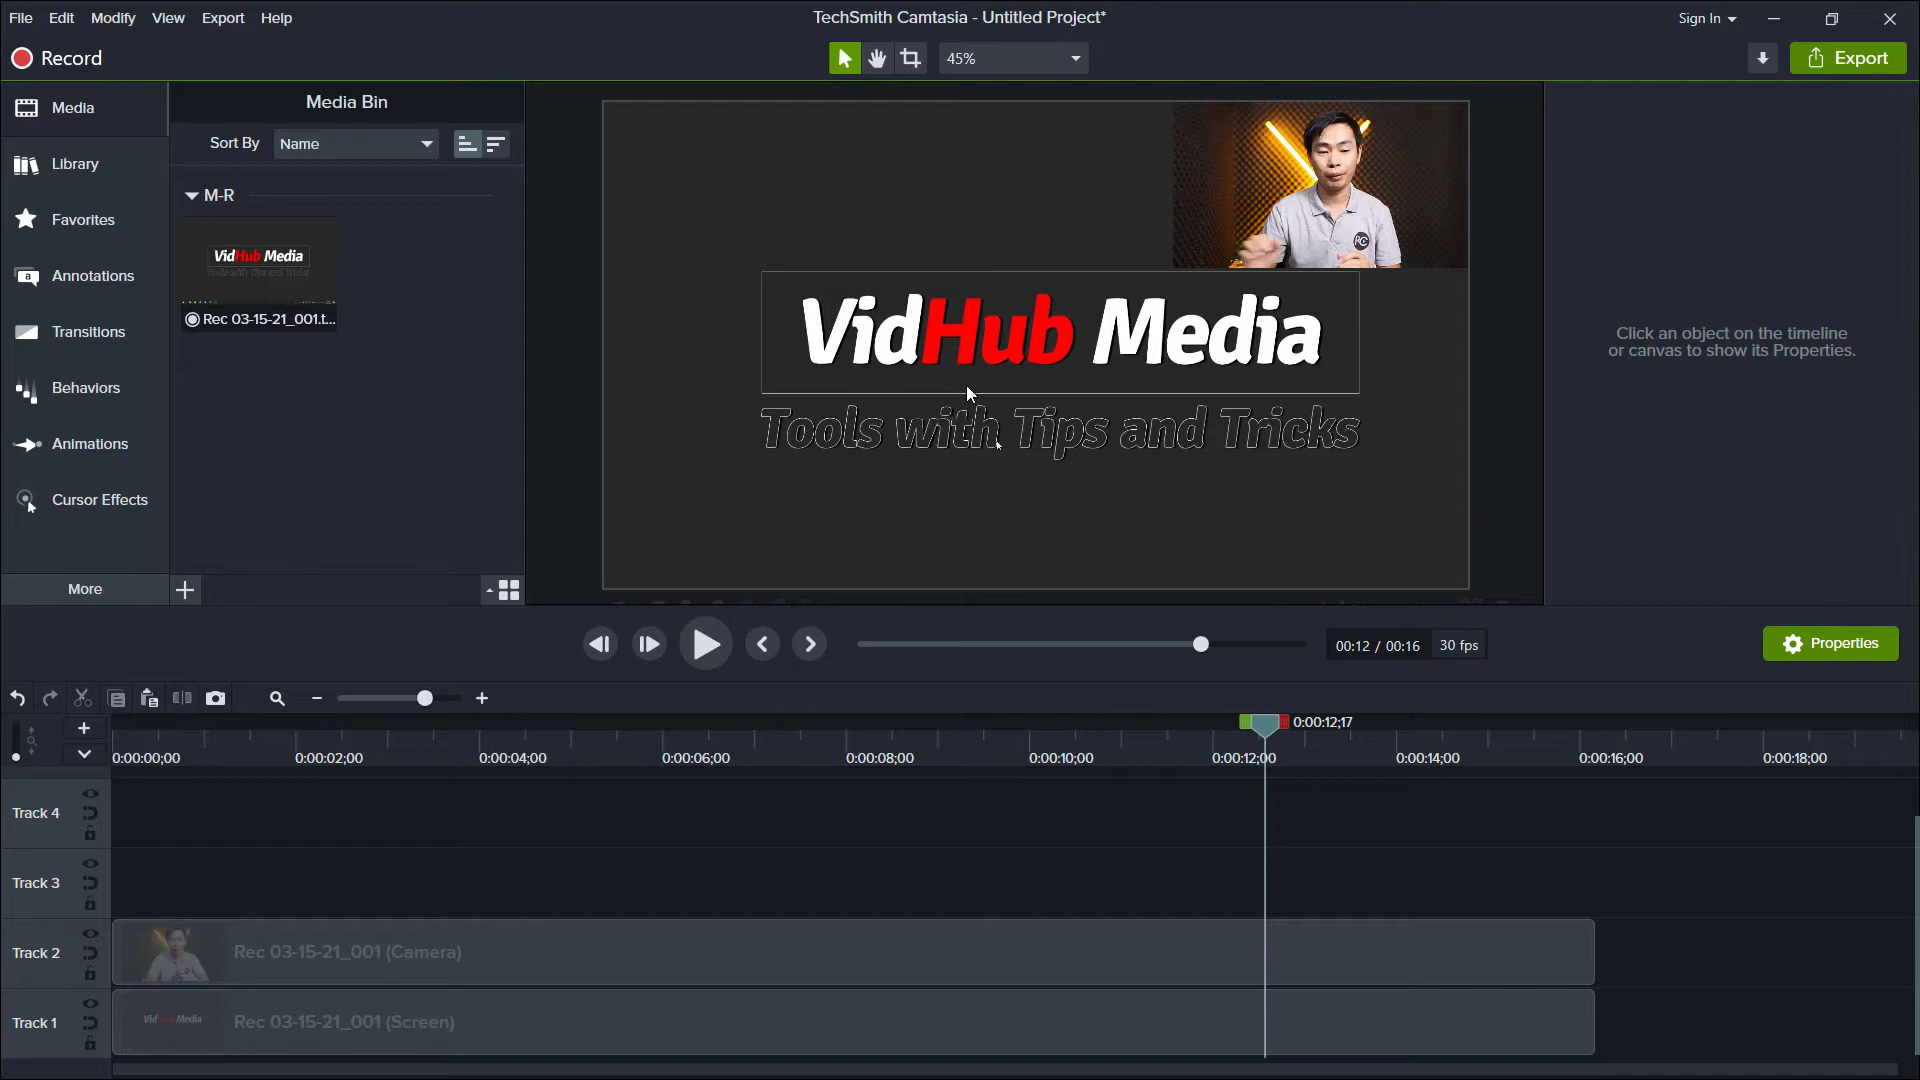 File Edit Modify View Export Help
TechSmith Camtasia - Untitled Project*
Sign In
Record
45%
Export
Media
Library
Favorites
Annotations
Transitions
Behaviors
Animations
Cursor Effects
More
Media Bin
Sort By Name
M-R
VidHub Media
Tools with Tips and Tricks
Rec 03-15-21_001.t...
VidHub Media
Tools with Tips and Tricks
RC
Click an object on the timeline
or canvas to show its Properties.
00:12 / 00:16 30 fps
Properties
0:00:12;17
0:00:00;00 0:00:02;00 0:00:04;00 0:00:06;00 0:00:08;00 0:00:10;00 0:00:12;00 0:00:14;00 0:00:16;00 0:00:18;00
Track 4
Track 3
Track 2
Rec 03-15-21_001 (Camera)
Track 1
VidHub Media
Rec 03-15-21_001 (Screen)